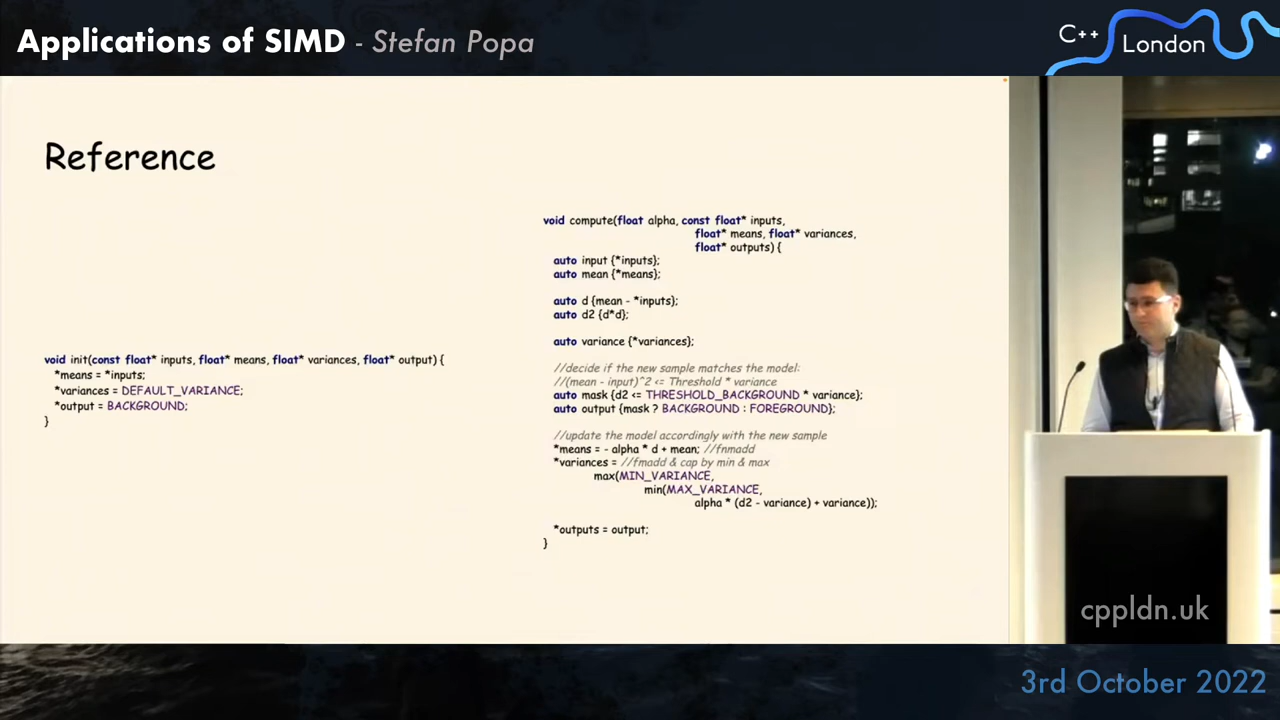 Applications of SIMD - Stefan Popa
C++
London
Reference
void init(const float* inputs, float* means, float* variances, float* output) {
*means = *inputs;
*variances = DEFAULT_VARIANCE;
*output = BACKGROUND;
}
void compute(float alpha, const float* inputs,
float* means, float* variances,
float* outputs) {
auto input {*inputs};
auto mean {*means};
auto d {mean - *inputs};
auto d2 {d*d};
auto variance {*variances};
//decide if the new sample matches the model:
//(mean - input)^2 <= Threshold * variance
auto mask {d2 <= THRESHOLD_BACKGROUND * variance};
auto output {mask ? BACKGROUND : FOREGROUND};
//update the model accordingly with the new sample
*means = - alpha * d + mean; //fnmadd
*variances = //fmadd & cap by min & max
max(MIN_VARIANCE,
min(MAX_VARIANCE,
alpha * (d2 - variance) + variance));
*outputs = output;
}
cppldn.uk
3rd October 2022